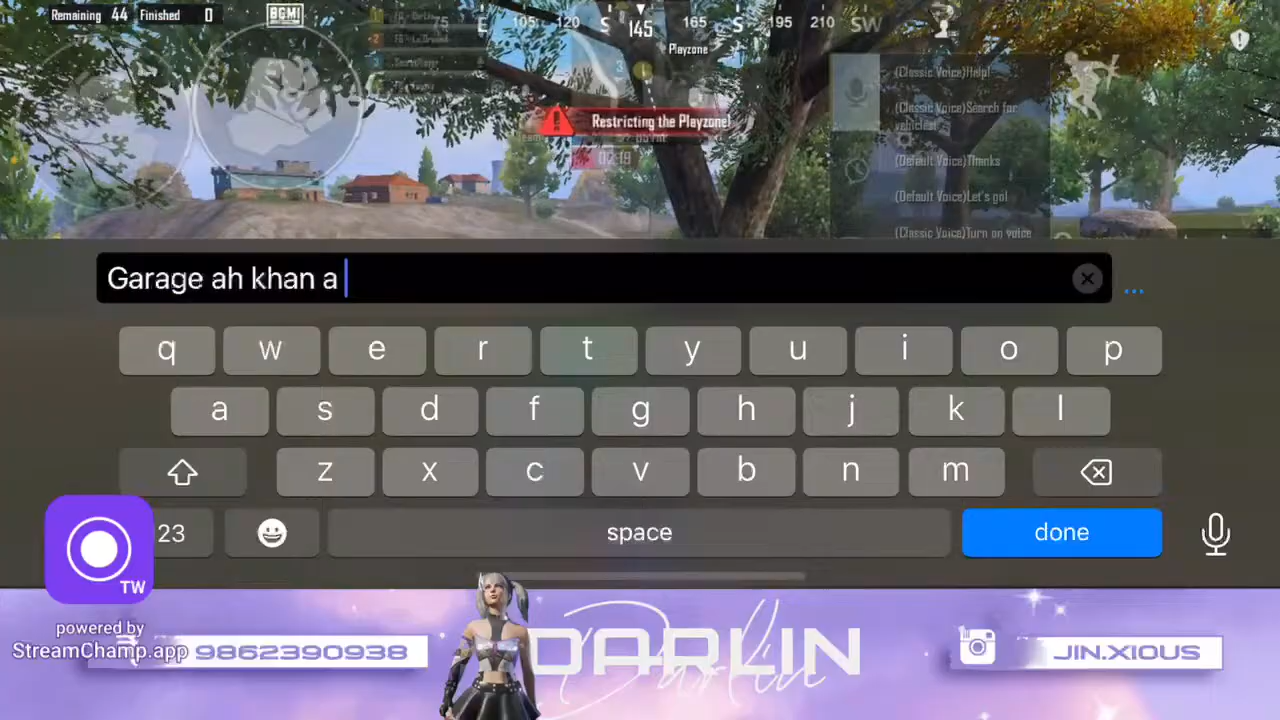 Remaining 44 Finished 0
BGMI
75 E 105 120 S 145 165 S 195 210 SW
Playzone
Restricting the Playzone!
02:19
(Classic Voice)Help!
(Classic Voice)Search for
vehicles!
(Default Voice)Thanks
(Default Voice)Let's go!
(Classic Voice)Turn on voice
Garage ah khan a
...
q w e r t y u i o p
a s d f g h j k l
z x c v b n m
23 space done
TW
powered by
StreamChamp.app
9862390938
DARLIN
Darlin
JIN.XIOUS